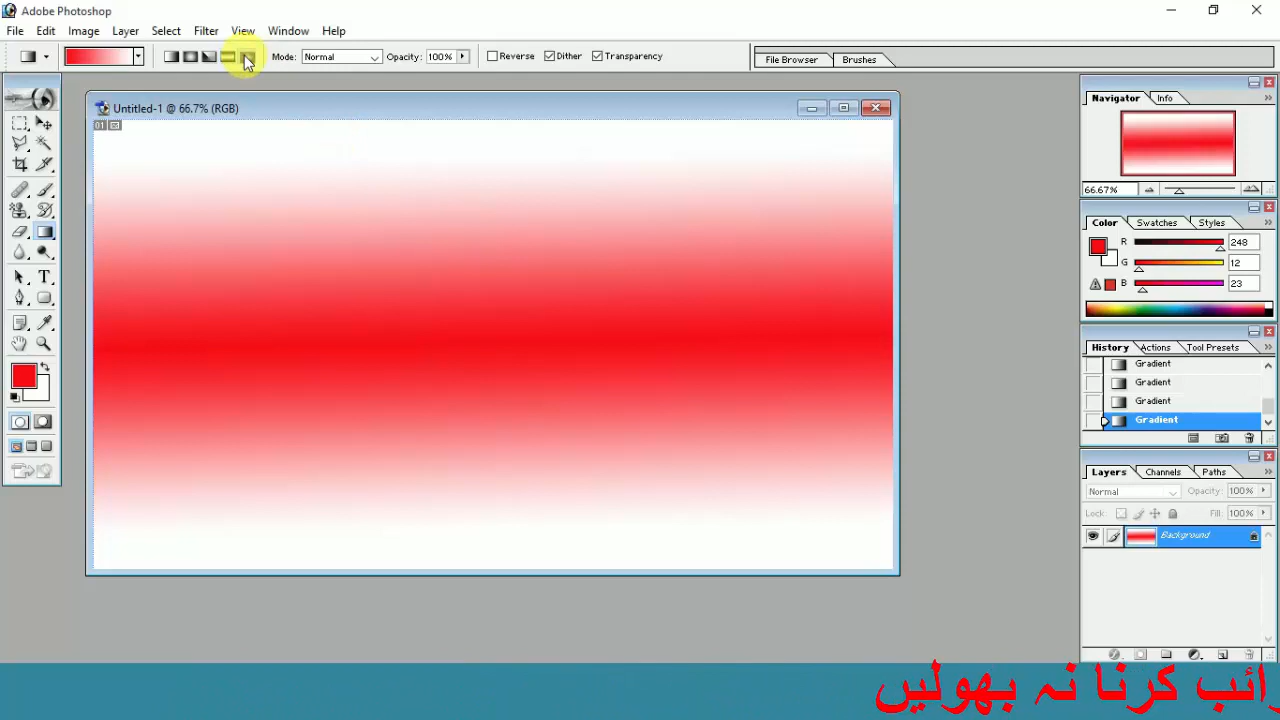 Adobe Photoshop
File Edit Image Layer Select Filter View Window Help
Mode: Normal Opacity: 100% Reverse Dither Transparency File Browser Brushes
Untitled-1 @ 66.7% (RGB)
01
Navigator Info
66.67%
Color Swatches Styles
R 248
G 12
B 23
History Actions Tool Presets
Gradient
Gradient
Gradient
Gradient
Layers Channels Paths
Normal Opacity: 100%
Lock: Fill: 100%
Background
کرنا نہ بھولیں